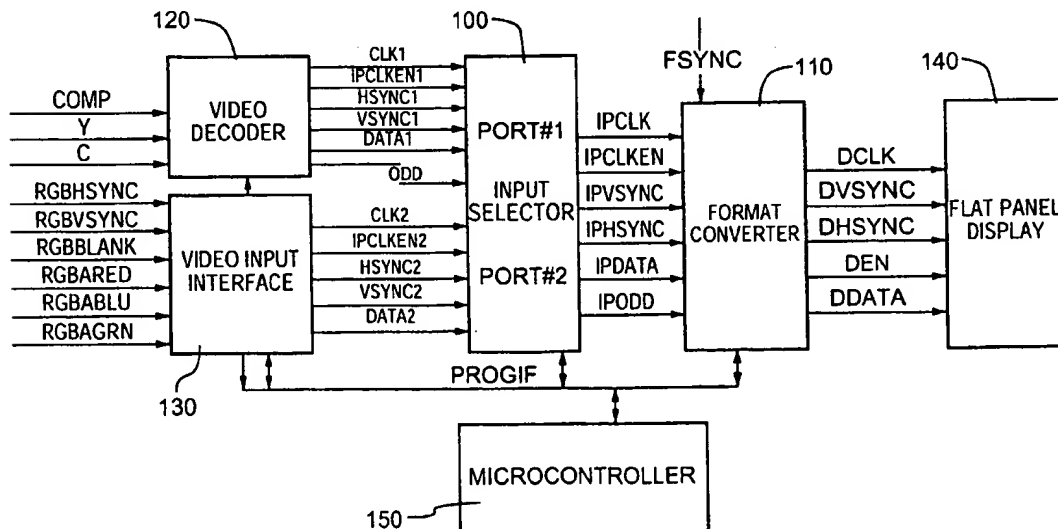 120
100
110
140
COMP
Y
C
VIDEO
DECODER
CLK1
IPCLKEN1
HSYNC1
VSYNC1
DATA1
ODD
RGBHSYNC
RGBVSYNC
RGBBLANK
RGBARED
RGBABLU
RGBAGRN
VIDEO INPUT
INTERFACE
130
CLK2
IPCLKEN2
HSYNC2
VSYNC2
DATA2
PORT#1
INPUT
SELECTOR
PORT#2
FSYNC
IPCLK
IPCLKEN
IPVSYNC
IPHSYNC
IPDATA
IPODD
FORMAT
CONVERTER
DCLK
DVSYNC
DHSYNC
DEN
DDATA
FLAT PANEL
DISPLAY
PROGIF
MICROCONTROLLER
150